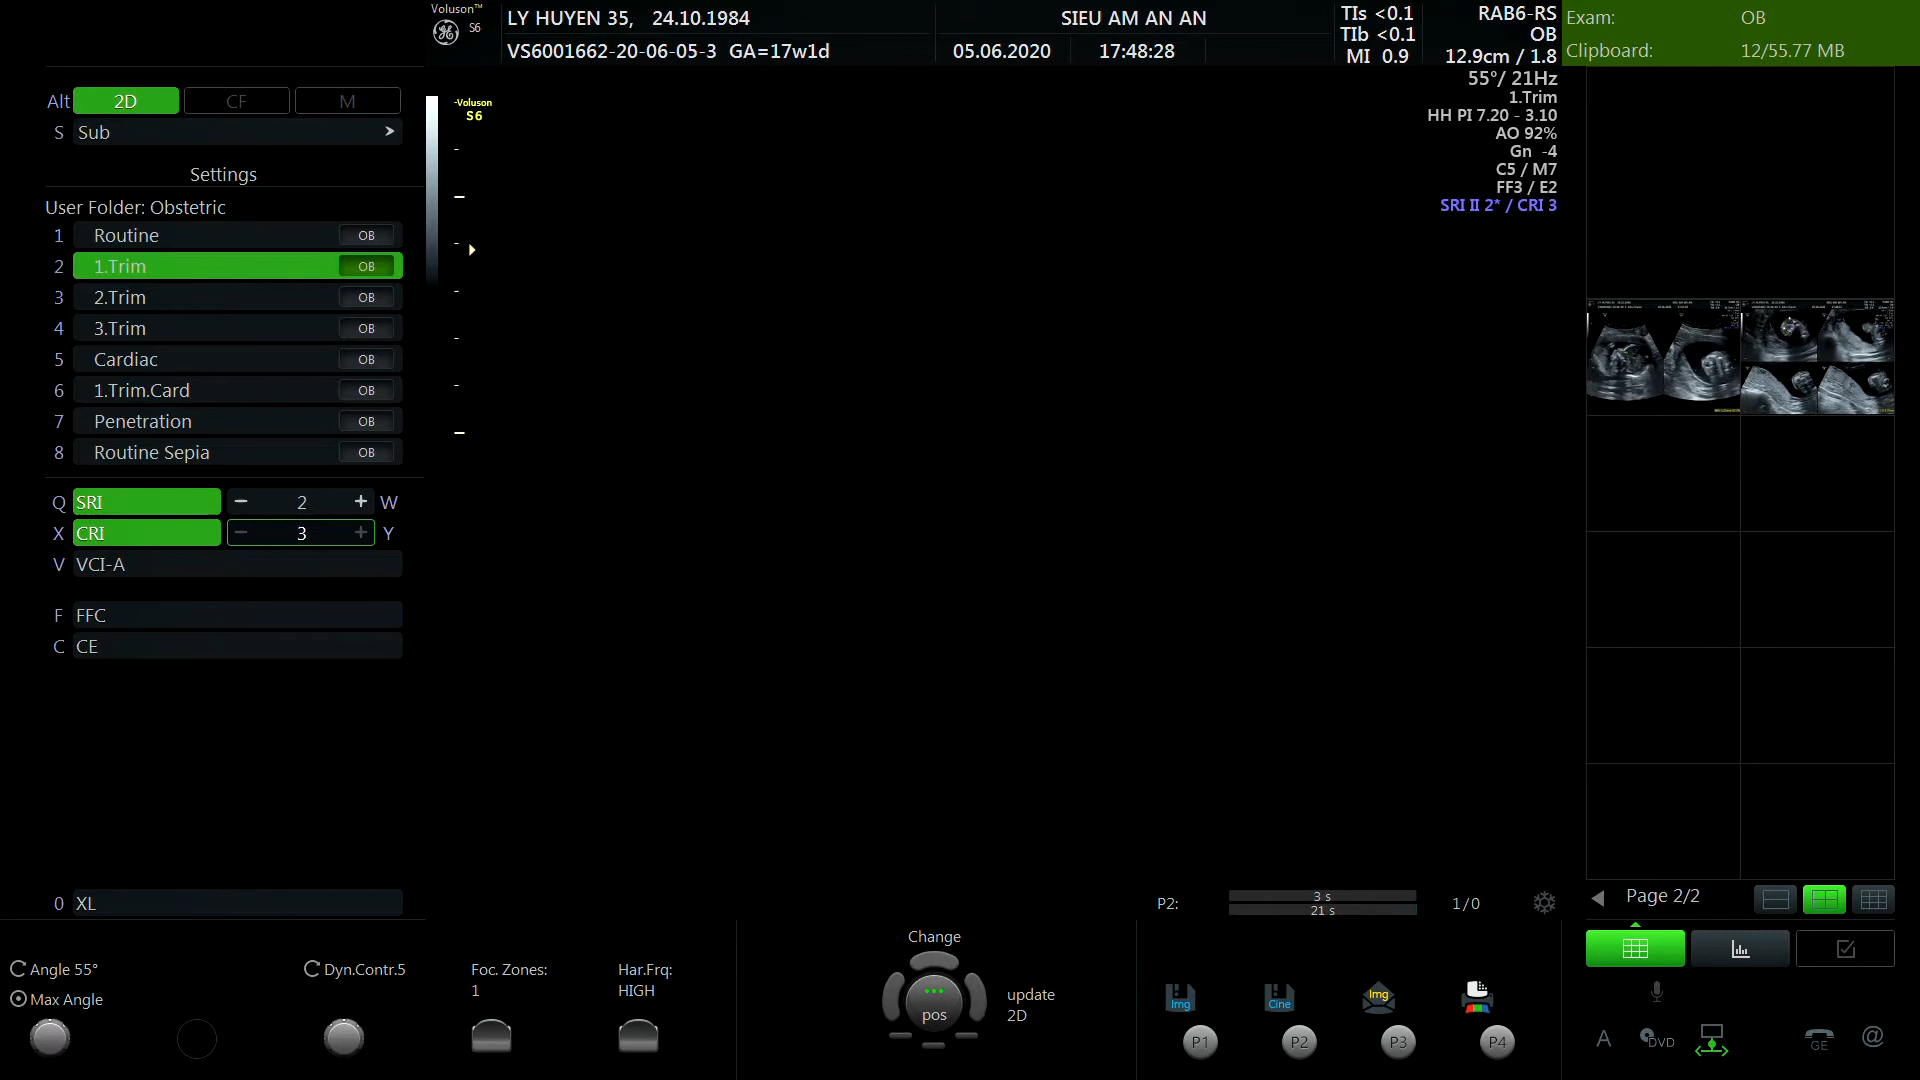 Voluson™
S6
LY HUYEN 35, 24.10.1984
SIEU AM AN AN
TIs <0.1
TIb <0.1
MI 0.9
RAB6-RS
OB
12.9cm / 1.8
Exam: OB
VS6001662-20-06-05-3 GA=17w1d
05.06.2020
17:48:28
Clipboard: 12/55.77 MB
55°/ 21Hz
1.Trim
HH PI 7.20 - 3.10
AO 92%
Gn -4
C5 / M7
FF3 / E2
SRI II 2* / CRI 3
Voluson
S6
Alt 2D CF M
S Sub >
Settings
User Folder: Obstetric
1 Routine OB
2 1.Trim OB
3 2.Trim OB
4 3.Trim OB
5 Cardiac OB
6 1.Trim.Card OB
7 Penetration OB
8 Routine Sepia OB
Q SRI − 2 + W
X CRI − 3 + Y
V VCI-A
F FFC
C CE
0 XL
P2: 3 s
21 s
1/0
Page 2/2
Angle 55°
Max Angle
Dyn.Contr.5
Foc. Zones:
1
Har.Frq:
HIGH
Change
pos
update
2D
Img
Cine
Img
P1
P2
P3
P4
A
DVD
GE
@